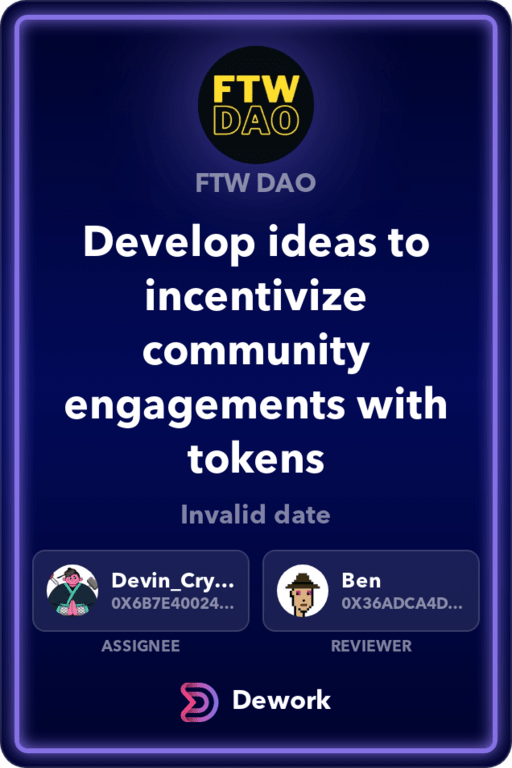 FTW
DAO
FTW DAO
Develop ideas to
incentivize
community
engagements with
tokens
Invalid date
Devin_Cry...
0X6B7E40024...
ASSIGNEE
Ben
0X36ADCA4D...
REVIEWER
Dework